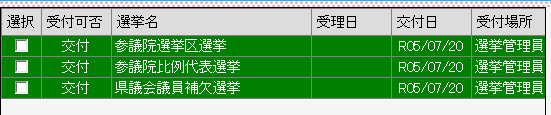 選択 受付可否 選挙名 受理日 交付日 受付場所
交付 参議院選挙区選挙 R05/07/20 選挙管理員
交付 参議院比例代表選挙 R05/07/20 選挙管理員
交付 県議会議員補欠選挙 R05/07/20 選挙管理員